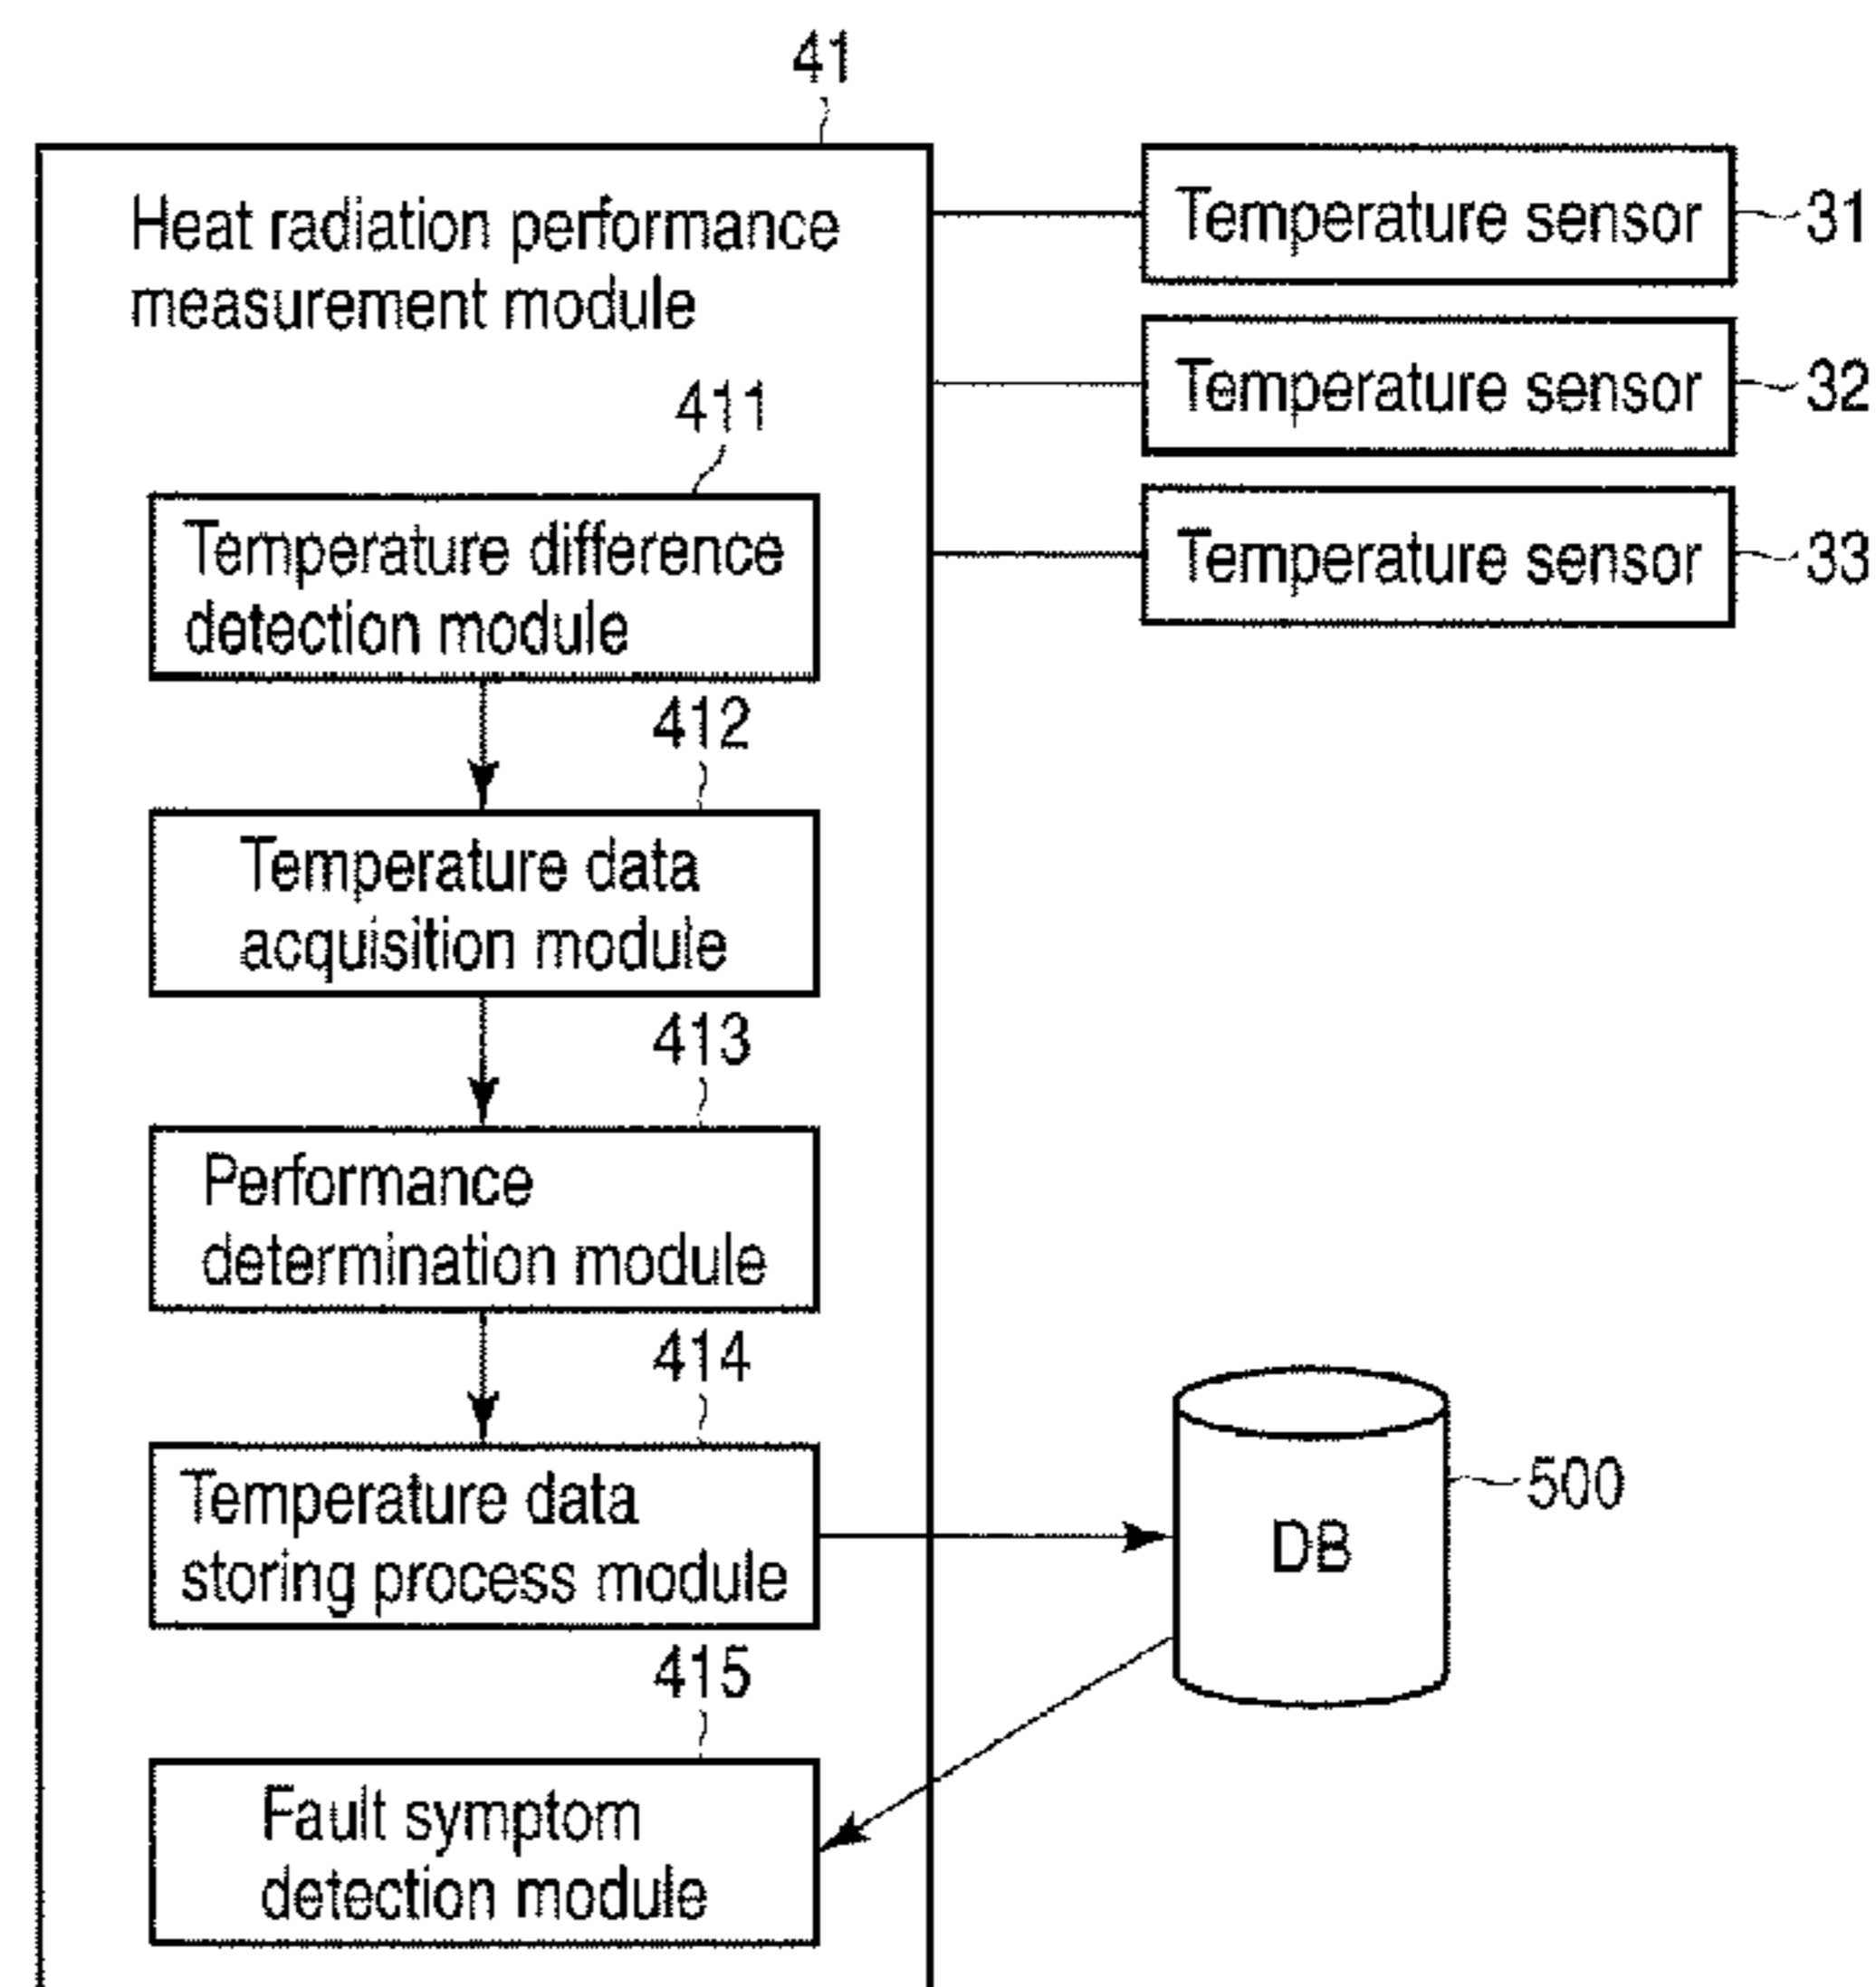 41
Heat radiation performance
measurement module
Temperature sensor
31
Temperature sensor
32
Temperature sensor
33
411
Temperature difference
detection module
412
Temperature data
acquisition module
413
Performance
determination module
414
Temperature data
storing process module
500
DB
415
Fault symptom
detection module